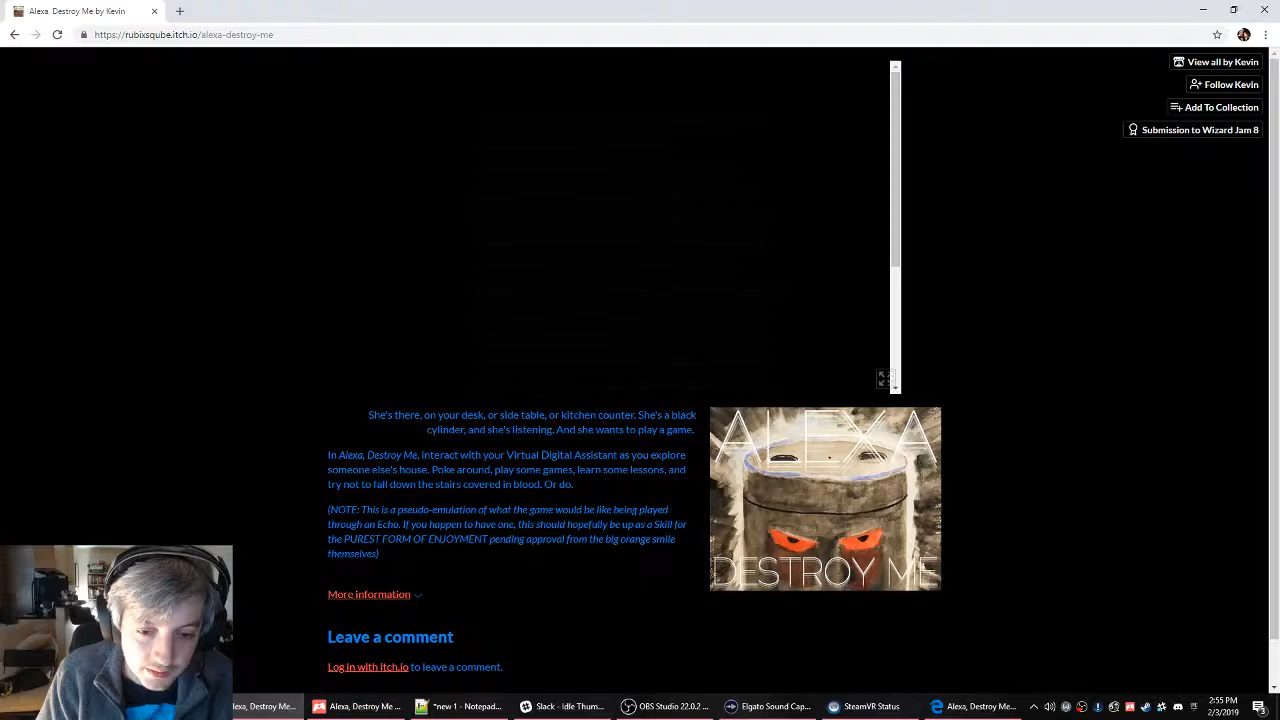 Alexa, Destroy Me by Kevin
https://rubixsqube.itch.io/alexa-destroy-me
View all by Kevin
Follow Kevin
Add To Collection
Submission to Wizard Jam 8
She's there, on your desk, or side table, or kitchen counter. She's a black
cylinder, and she's listening. And she wants to play a game.
In Alexa, Destroy Me, interact with your Virtual Digital Assistant as you explore
someone else's house. Poke around, play some games, learn some lessons, and
try not to fall down the stairs covered in blood. Or do.
(NOTE: This is a pseudo-emulation of what the game would be like being played
through an Echo. If you happen to have one, this should hopefully be up as a Skill for
the PUREST FORM OF ENJOYMENT pending approval from the big orange smile
themselves)
ALEXA
DESTROY ME
More information
Leave a comment
Log in with itch.io to leave a comment.
lexa, Destroy Me...
Alexa, Destroy Me ...
*new 1 - Notepad...
Slack - Idle Thum...
OBS Studio 22.0.2 ...
Elgato Sound Cap...
SteamVR Status
Alexa, Destroy Me...
2:55 PM
2/3/2019